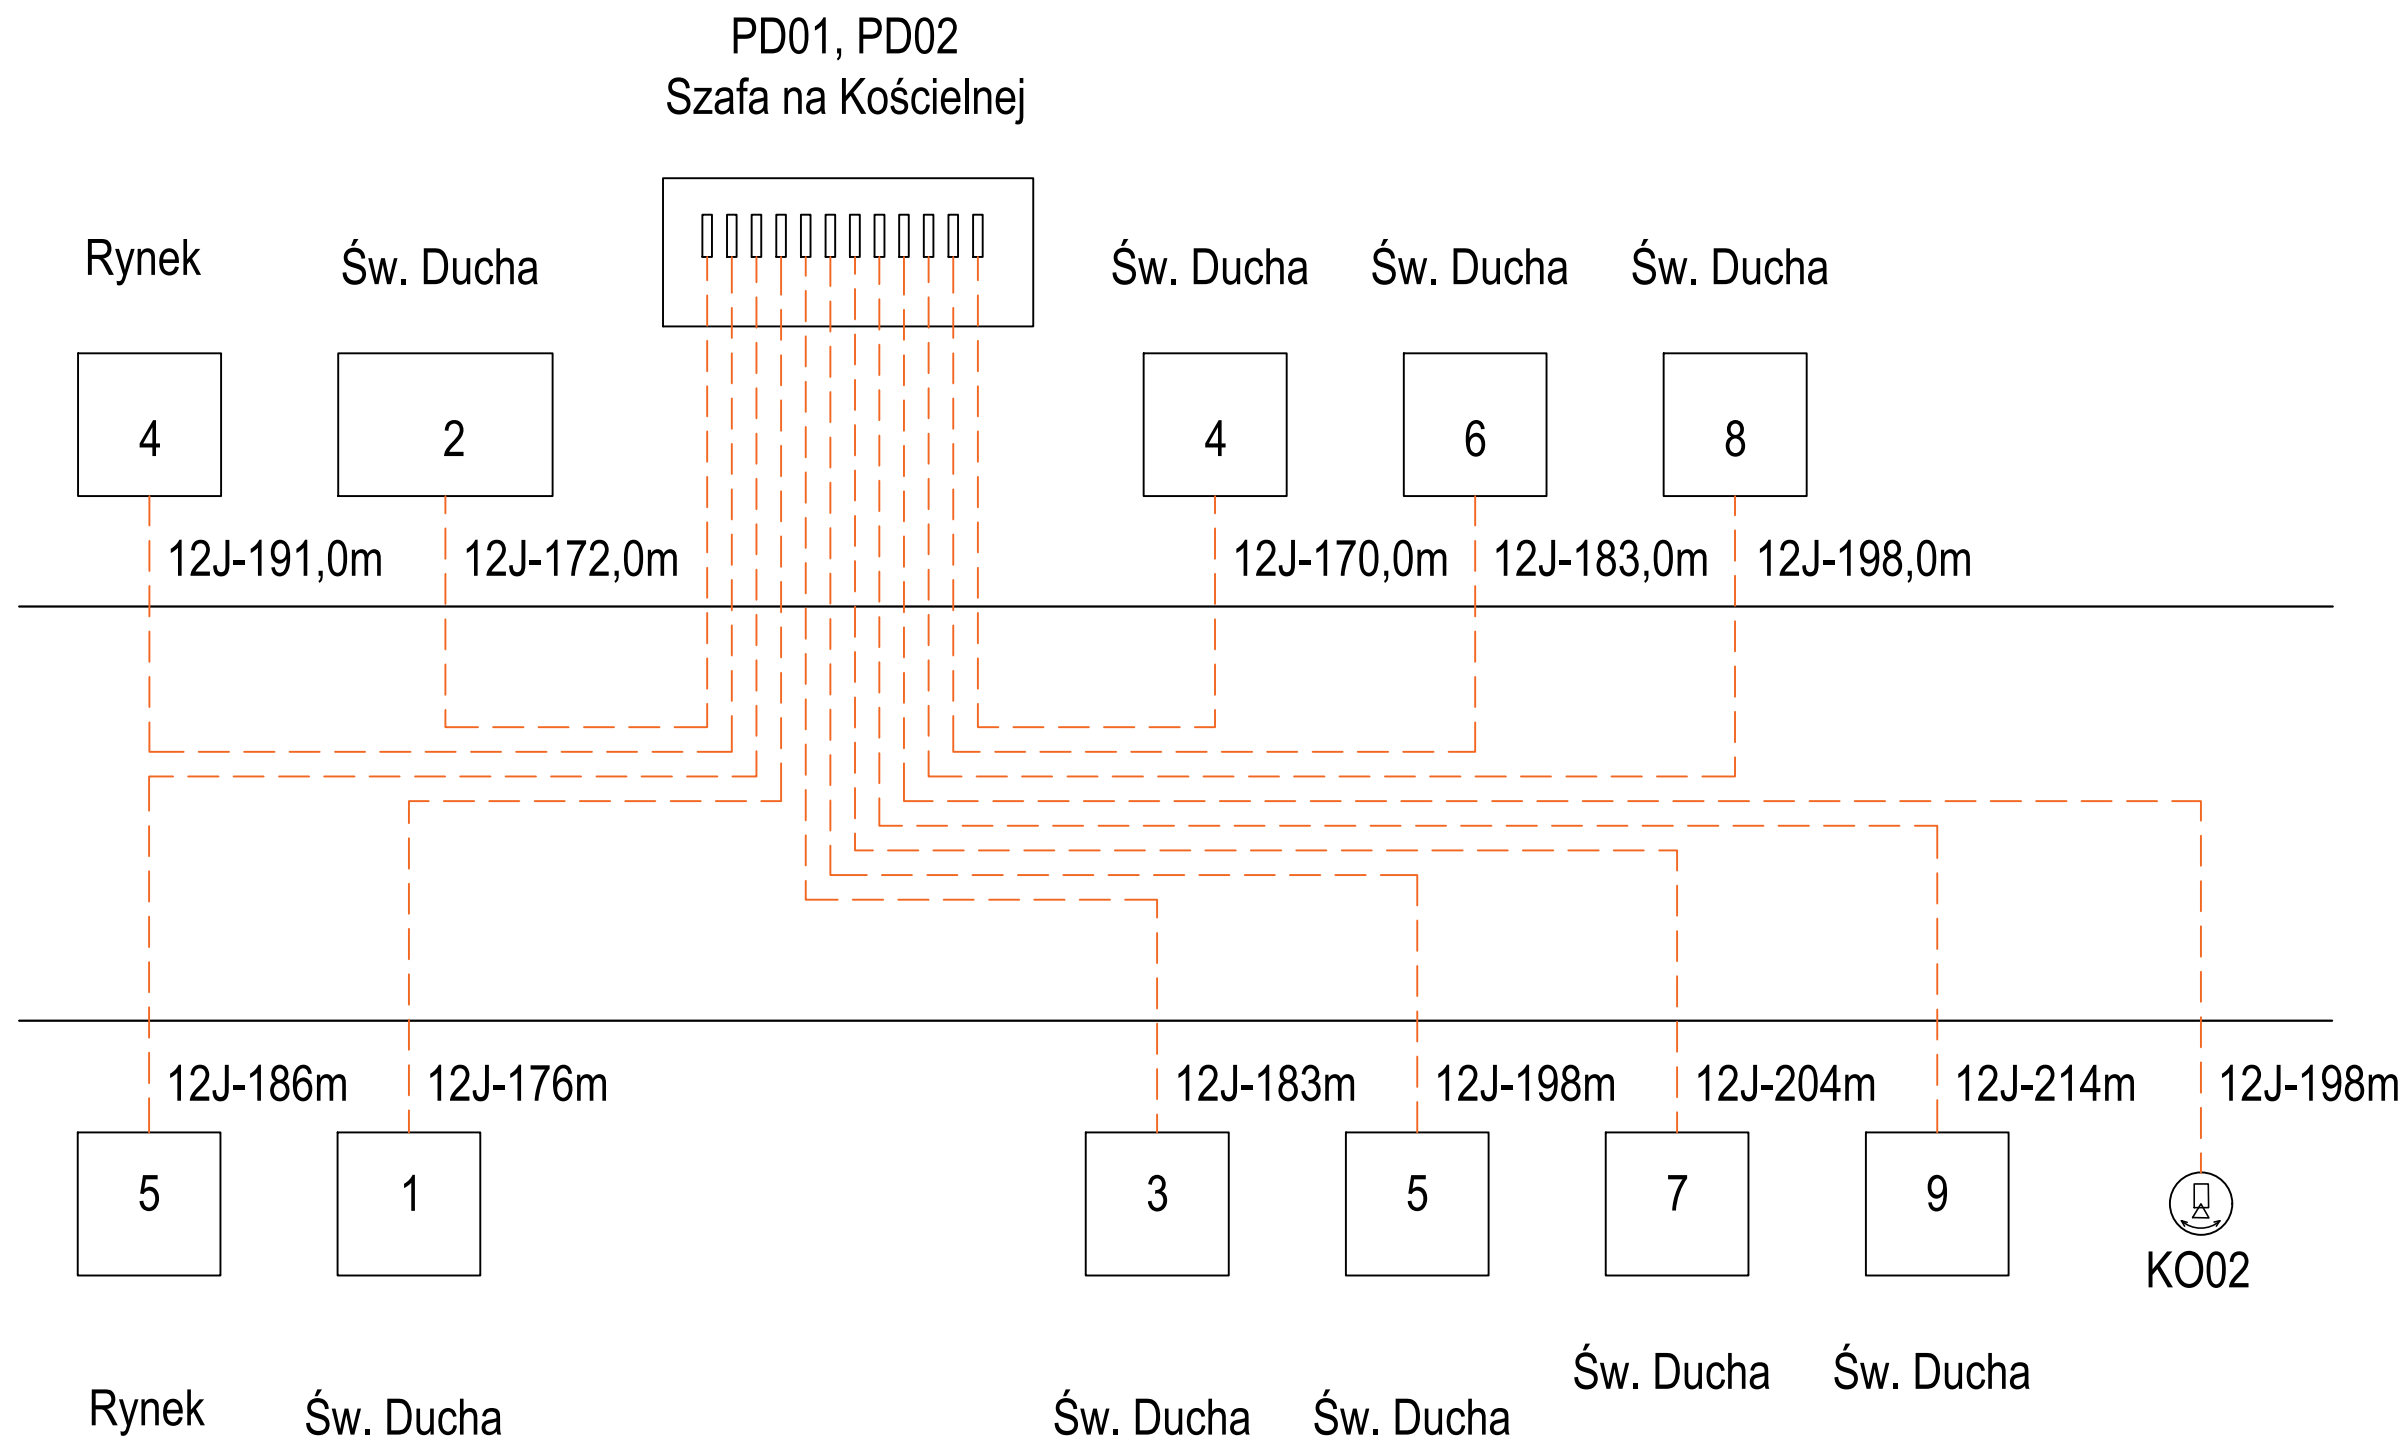 PD01, PD02
Szafa na Kościelnej
Rynek
Św. Ducha
Św. Ducha
Św. Ducha
Św. Ducha
4
2
4
6
8
12J-191,0m
12J-172,0m
12J-170,0m
12J-183,0m
12J-198,0m
12J-186m
12J-176m
12J-183m
12J-198m
12J-204m
12J-214m
12J-198m
5
1
3
5
7
9
KO02
Rynek
Św. Ducha
Św. Ducha
Św. Ducha
Św. Ducha
Św. Ducha